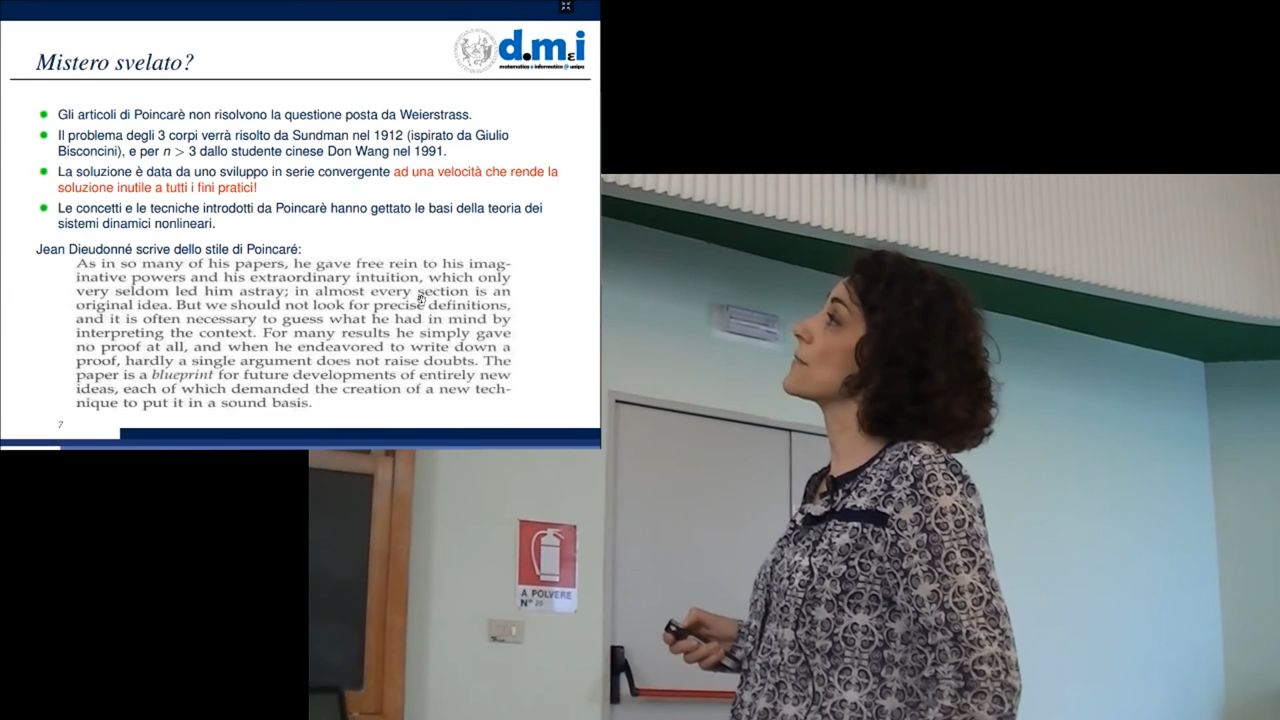 Mistero svelato?
d.mεi
matematica e informatica @ unipa
Gli articoli di Poincarè non risolvono la questione posta da Weierstrass.
Il problema degli 3 corpi verrà risolto da Sundman nel 1912 (ispirato da Giulio
Bisconcini), e per n > 3 dallo studente cinese Don Wang nel 1991.
La soluzione è data da uno sviluppo in serie convergente ad una velocità che rende la
soluzione inutile a tutti i fini pratici!
Le concetti e le tecniche introdotti da Poincarè hanno gettato le basi della teoria dei
sistemi dinamici nonlineari.
Jean Dieudonné scrive dello stile di Poincaré:
As in so many of his papers, he gave free rein to his imag-
inative powers and his extraordinary intuition, which only
very seldom led him astray; in almost every section is an
original idea. But we should not look for precise definitions,
and it is often necessary to guess what he had in mind by
interpreting the context. For many results he simply gave
no proof at all, and when he endeavored to write down a
proof, hardly a single argument does not raise doubts. The
paper is a blueprint for future developments of entirely new
ideas, each of which demanded the creation of a new tech-
nique to put it in a sound basis.
7
A POLVERE
N° 20